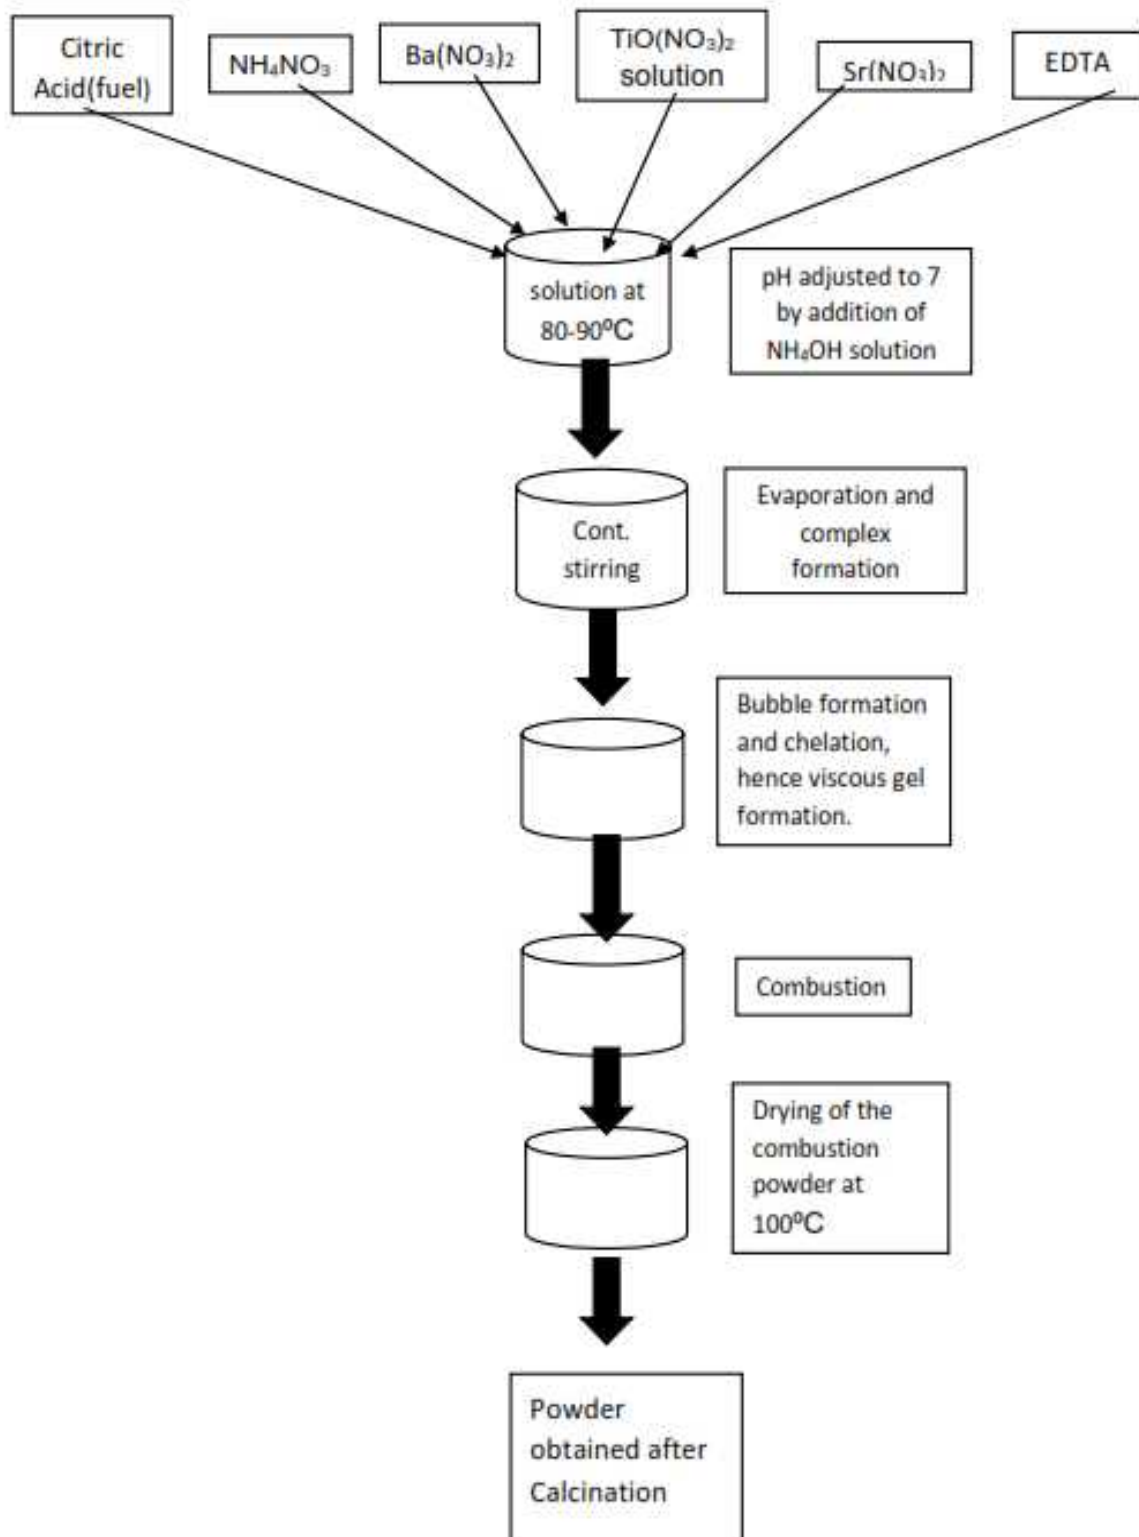 Citric
Acid(fuel)
NH₄NO₃
Ba(NO₃)₂
TiO(NO₃)₂
solution
Sr(NO₃)₂
EDTA
solution at
80-90⁰C
pH adjusted to 7
by addition of
NH₄OH solution
Cont.
stirring
Evaporation and
complex
formation
Bubble formation
and chelation,
hence viscous gel
formation.
Combustion
Drying of the
combustion
powder at
100⁰C
Powder
obtained after
Calcination